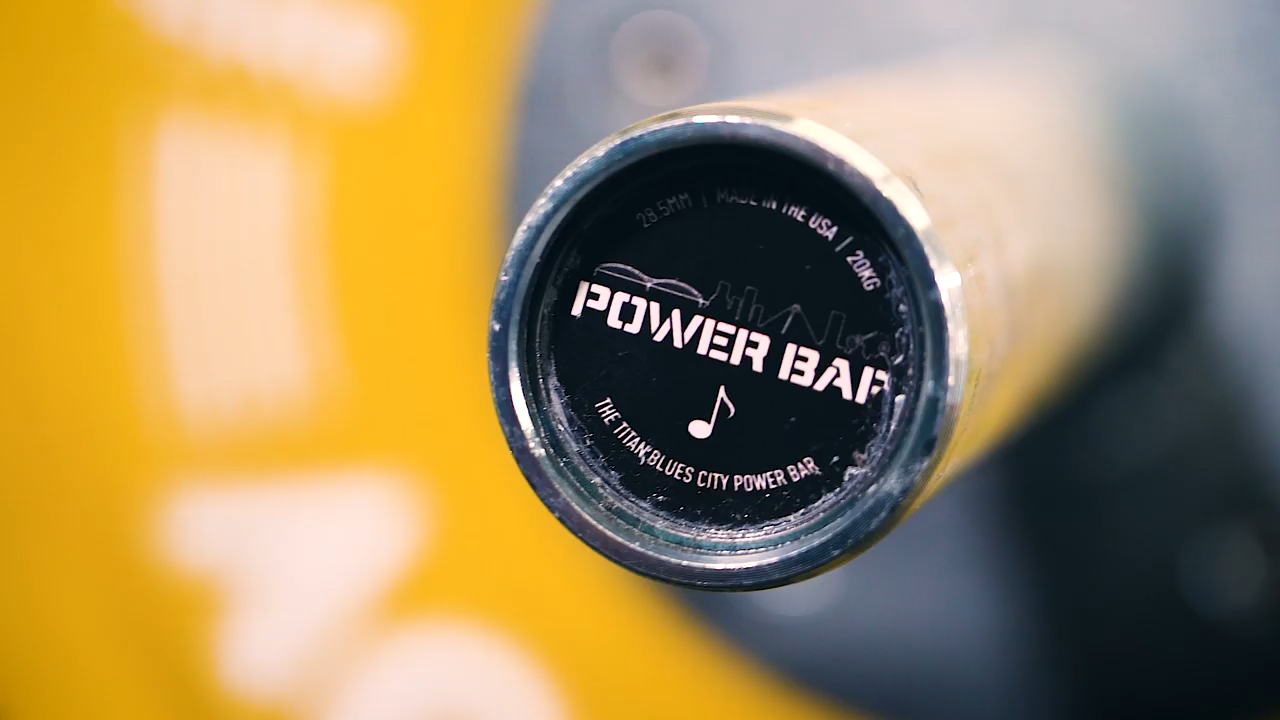 28.5MM | MADE IN THE USA | 20KG
POWER BAR
THE TITAN BLUES CITY POWER BAR